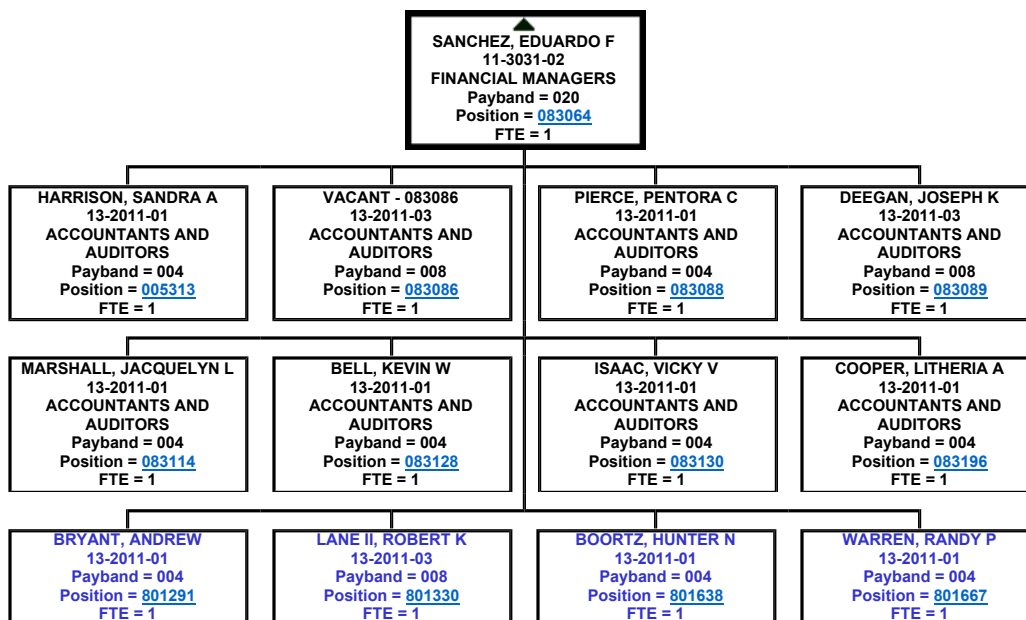 SANCHEZ, EDUARDO F
11-3031-02
FINANCIAL MANAGERS
Payband = 020
Position = 083064
FTE = 1
HARRISON, SANDRA A
13-2011-01
ACCOUNTANTS AND
AUDITORS
Payband = 004
Position = 005313
FTE = 1
VACANT - 083086
13-2011-03
ACCOUNTANTS AND
AUDITORS
Payband = 008
Position = 083086
FTE = 1
PIERCE, PENTORA C
13-2011-01
ACCOUNTANTS AND
AUDITORS
Payband = 004
Position = 083088
FTE = 1
DEEGAN, JOSEPH K
13-2011-03
ACCOUNTANTS AND
AUDITORS
Payband = 008
Position = 083089
FTE = 1
MARSHALL, JACQUELYN L
13-2011-01
ACCOUNTANTS AND
AUDITORS
Payband = 004
Position = 083114
FTE = 1
BELL, KEVIN W
13-2011-01
ACCOUNTANTS AND
AUDITORS
Payband = 004
Position = 083128
FTE = 1
ISAAC, VICKY V
13-2011-01
ACCOUNTANTS AND
AUDITORS
Payband = 004
Position = 083130
FTE = 1
COOPER, LITHERIA A
13-2011-01
ACCOUNTANTS AND
AUDITORS
Payband = 004
Position = 083196
FTE = 1
BRYANT, ANDREW
13-2011-01
Payband = 004
Position = 801291
FTE = 1
LANE II, ROBERT K
13-2011-03
Payband = 008
Position = 801330
FTE = 1
BOORTZ, HUNTER N
13-2011-01
Payband = 004
Position = 801638
FTE = 1
WARREN, RANDY P
13-2011-01
Payband = 004
Position = 801667
FTE = 1